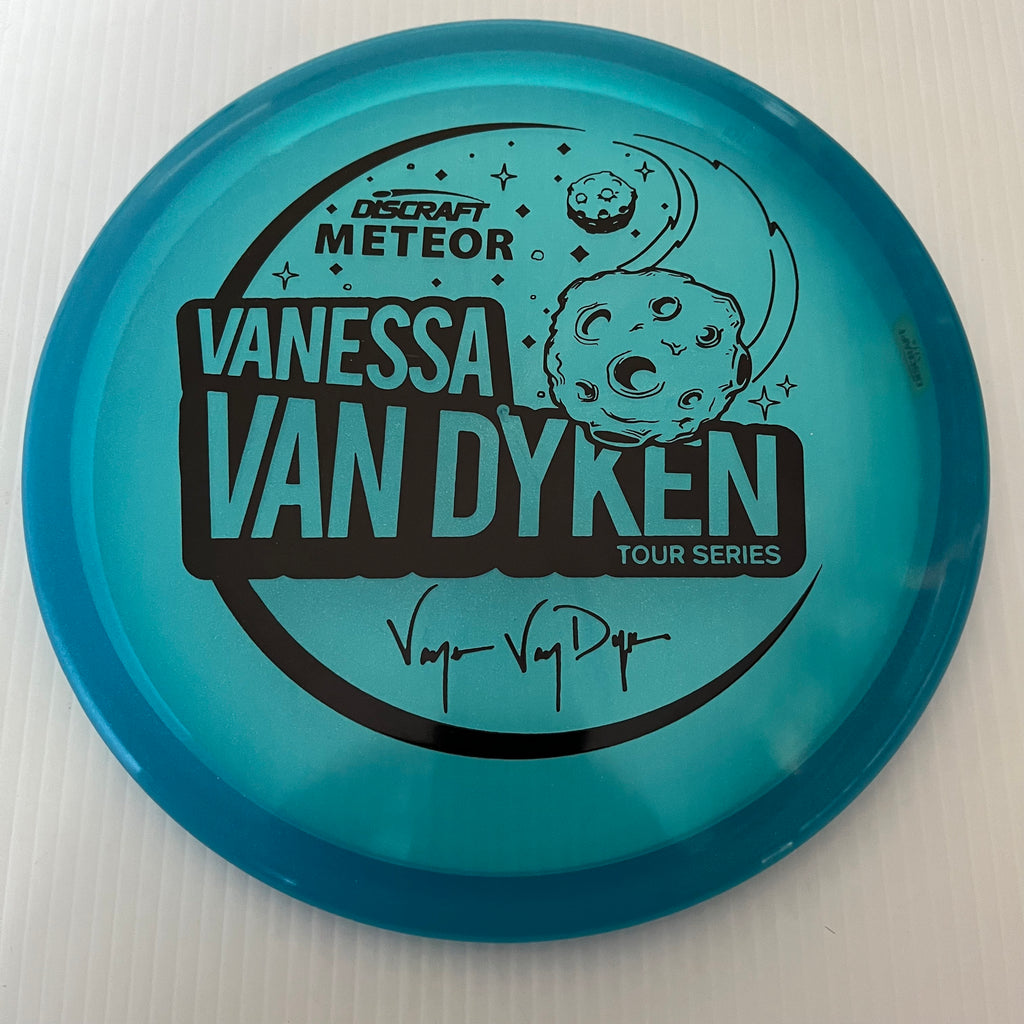 DISCRAFT
METEOR
VANESSA
VAN DYKEN
TOUR SERIES